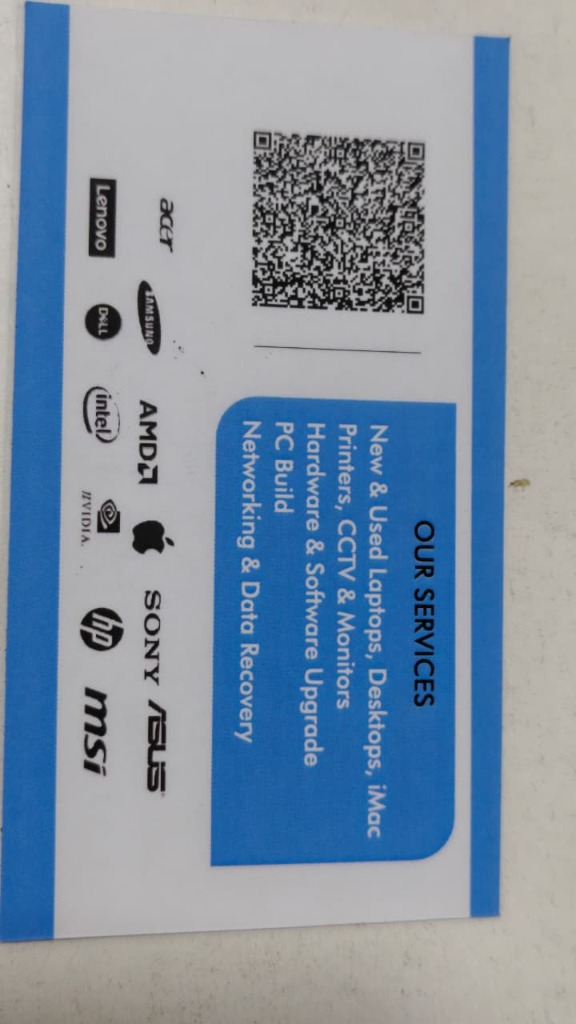 OUR SERVICES
New & Used Laptops, Desktops, iMac
Printers, CCTV & Monitors
Hardware & Software Upgrade
PC Build
Networking & Data Recovery
acer SAMSUNG AMD SONY ASUS
Lenovo DELL intel NVIDIA. hp msi